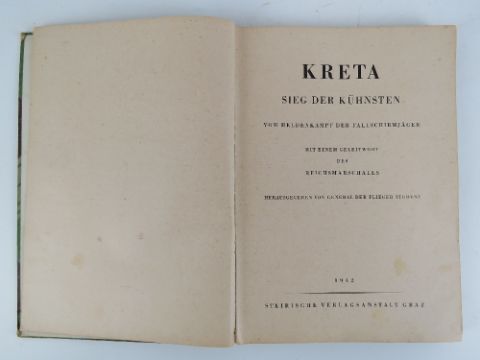 KRETA
SIEG DER KÜHNSTEN
VOM HELDENKAMPF DER FALLSCHIRMJÄGER
MIT EINEM GELEITWORT
DES
REICHSMARSCHALLS
HERAUSGEGEBEN VON GENERAL DER FLIEGER STUDENT
1942
STEIRISCHE VERLAGSANSTALT GRAZ